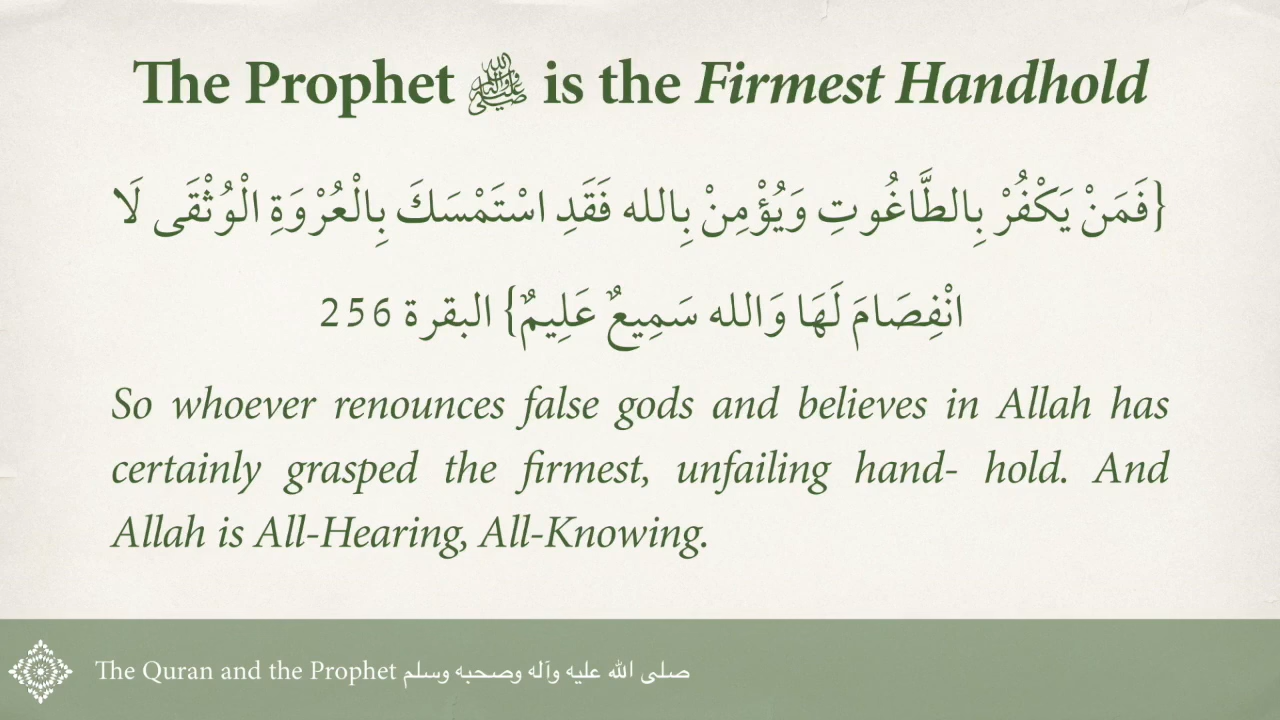 The Prophet ﷺ is the Firmest Handhold
{فَمَنْ يَكْفُرْ بِالطَّاغُوتِ وَيُؤْمِنْ بِالله فَقَدِ اسْتَمْسَكَ بِالْعُرْوَةِ الْوُثْقَى لَا
انْفِصَامَ لَهَا وَالله سَمِيعٌ عَلِيمٌ} البقرة 256
So whoever renounces false gods and believes in Allah has
certainly grasped the firmest, unfailing hand- hold. And
Allah is All-Hearing, All-Knowing.
The Quran and the Prophet صلى الله عليه وآله وصحبه وسلم